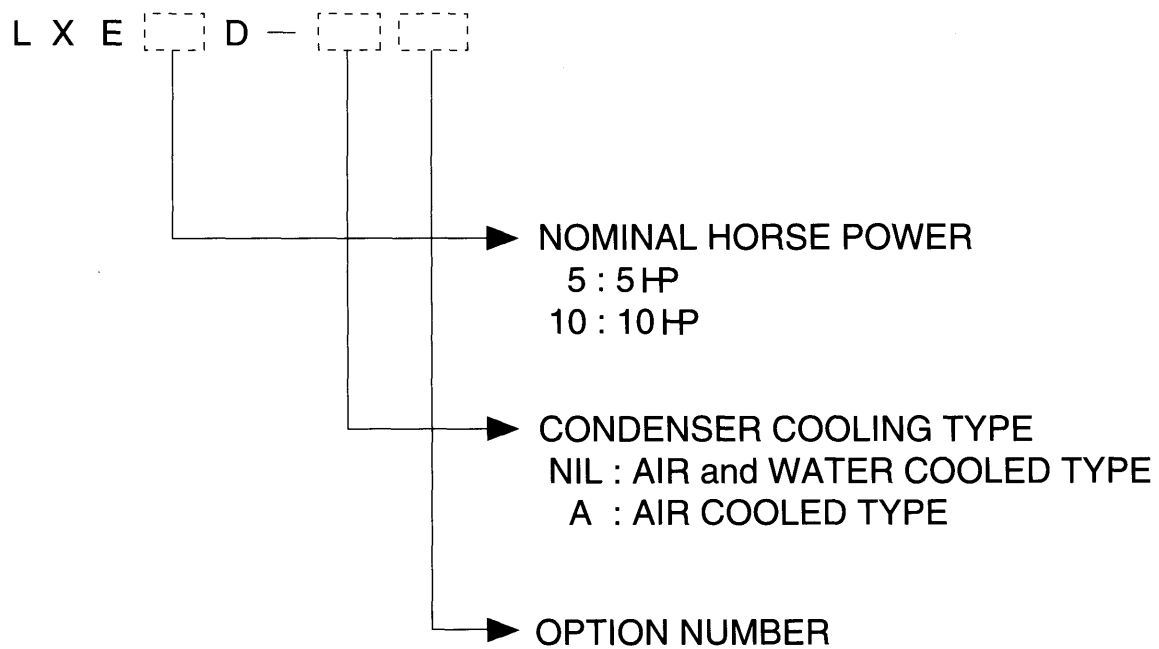 L X E D —
NOMINAL HORSE POWER
5 : 5 HP
10 : 10 HP
CONDENSER COOLING TYPE
NIL : AIR and WATER COOLED TYPE
A : AIR COOLED TYPE
OPTION NUMBER